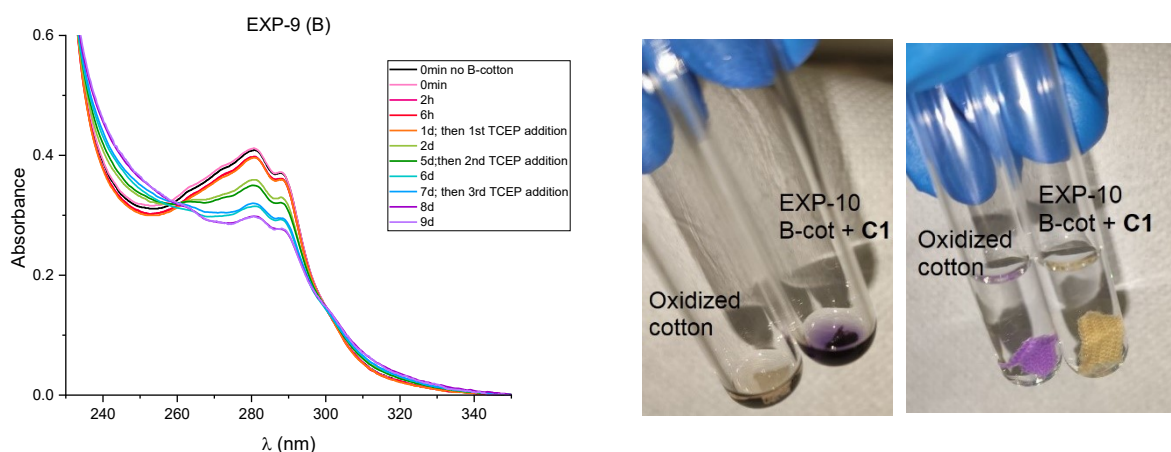 EXP-9 (B)
0.6
0.4
0.2
0.0
Absorbance
240
260
280
300
320
340
λ (nm)
0min no B-cotton
0min
2h
6h
1d; then 1st TCEP addition
2d
5d;then 2nd TCEP addition
6d
7d; then 3rd TCEP addition
8d
9d
EXP-10
B-cot + C1
Oxidized
cotton
EXP-10
B-cot + C1
Oxidized
cotton